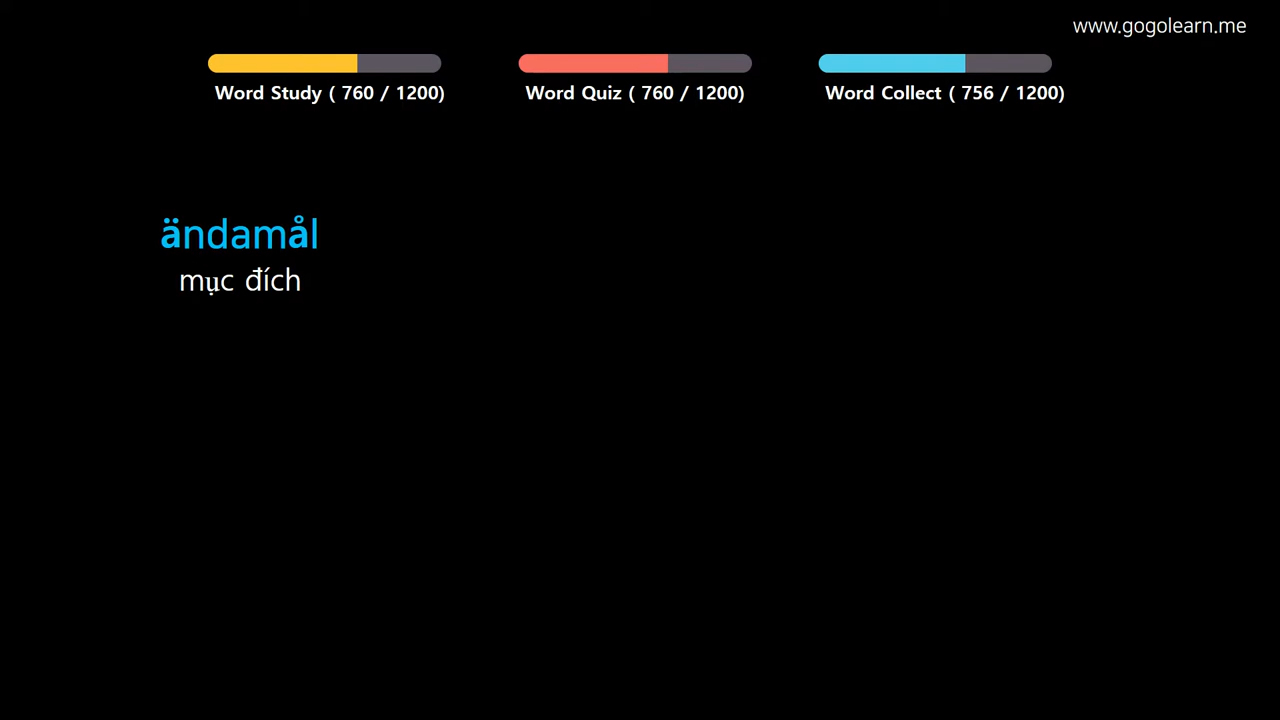 www.gogolearn.me
Word Study ( 760 / 1200)
Word Quiz ( 760 / 1200)
Word Collect ( 756 / 1200)
ändamål
mục đích